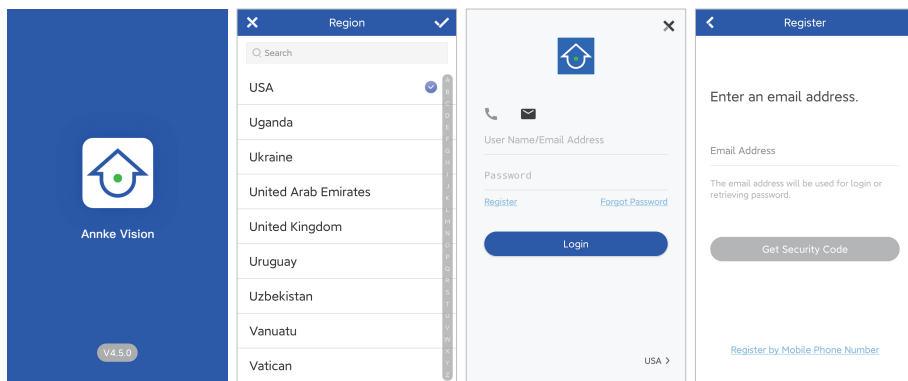 Annke Vision
V4.5.0
Region
Search
USA
Uganda
Ukraine
United Arab Emirates
United Kingdom
Uruguay
Uzbekistan
Vanuatu
Vatican
A
B
C
D
E
F
G
H
I
J
K
L
M
N
O
P
Q
R
S
T
U
V
W
X
Y
Z
User Name/Email Address
Password
Register Forgot Password
Login
USA >
Register
Enter an email address.
Email Address
The email address will be used for login or
retrieving password.
Get Security Code
Register by Mobile Phone Number